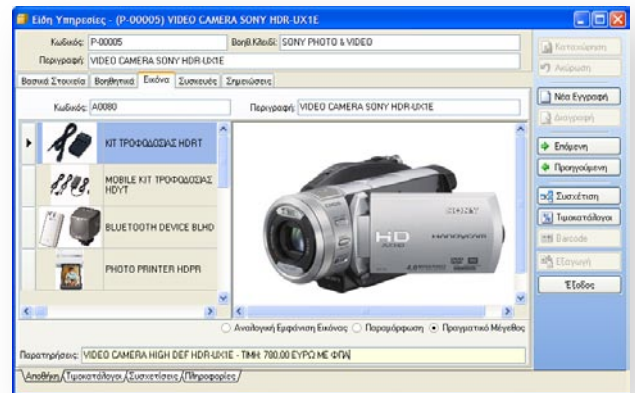 Είδη Υπηρεσίες - (P-00005) VIDEO CAMERA SONY HDR-UX1E
Κωδικός: P-00005 Βοηθ.Κλειδί: SONY PHOTO & VIDEO
Περιγραφή: VIDEO CAMERA SONY HDR-UX1E
Βασικά Στοιχεία Βοηθητικά Εικόνα Συσκευές Σημειώσεις
Κωδικός: A0080 Περιγραφή: VIDEO CAMERA SONY HDR-UX1E
ΚΙΤ ΤΡΟΦΟΔΟΣΙΑΣ HDRT
MOBILE KIT ΤΡΟΦΟΔΟΣΙΑΣ
HDYT
BLUETOOTH DEVICE BLHD
PHOTO PRINTER HDPR
SONY
HD
HANDYCAM
Αναλογική Εμφάνιση Εικόνας Παραμόρφωση Πραγματικό Μέγεθος
Παρατηρήσεις: VIDEO CAMERA HIGH DEF HDR-UX1E - ΤΙΜΗ: 780,00 ΕΥΡΩ ΜΕ ΦΠΑ
Αποθήκη Τιμοκατάλογοι Συσχετίσεις Πληροφορίες
Καταχώρηση
Ακύρωση
Νέα Εγγραφή
Διαγραφή
Επόμενη
Προηγούμενη
Συσχέτιση
Τιμοκατάλογοι
Barcode
Εξαγωγή
Έξοδος